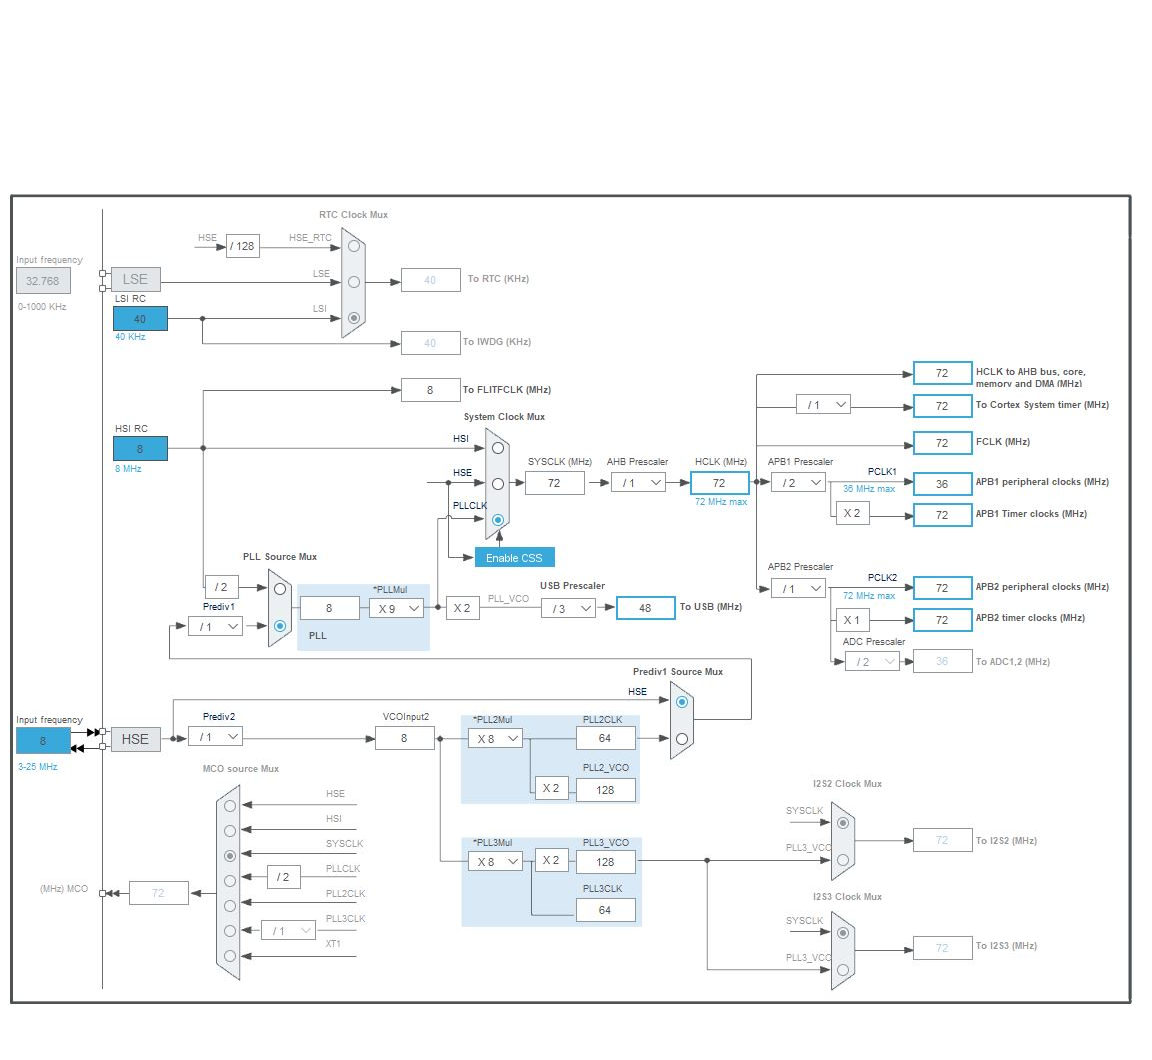 RTC Clock Mux
HSE
/ 128
HSE_RTC
Input frequency
32.768
0-1000 KHz
LSE
LSE
40
To RTC (KHz)
LSI RC
40
40 KHz
LSI
40
To IWDG (KHz)
8
To FLITFCLK (MHz)
HSI RC
8
8 MHz
System Clock Mux
HSI
HSE
PLLCLK
Enable CSS
SYSCLK (MHz)
72
AHB Prescaler
/ 1
HCLK (MHz)
72
72 MHz max
72
HCLK to AHB bus, core,
memory and DMA (MHz)
/ 1
72
To Cortex System timer (MHz)
72
FCLK (MHz)
APB1 Prescaler
/ 2
PCLK1
36 MHz max
36
APB1 peripheral clocks (MHz)
X 2
72
APB1 Timer clocks (MHz)
APB2 Prescaler
/ 1
PCLK2
72 MHz max
72
APB2 peripheral clocks (MHz)
X 1
72
APB2 timer clocks (MHz)
ADC Prescaler
/ 2
36
To ADC1,2 (MHz)
PLL Source Mux
/ 2
Prediv1
/ 1
8
*PLLMul
X 9
PLL
X 2
PLL_VCO
USB Prescaler
/ 3
48
To USB (MHz)
Prediv1 Source Mux
HSE
Input frequency
8
3-25 MHz
HSE
Prediv2
/ 1
VCOInput2
8
*PLL2Mul
X 8
PLL2CLK
64
PLL2_VCO
X 2
128
*PLL3Mul
X 8
X 2
PLL3_VCO
128
PLL3CLK
64
MCO source Mux
HSE
HSI
SYSCLK
PLLCLK
/ 2
PLL2CLK
PLL3CLK
/ 1
XT1
(MHz) MCO
72
I2S2 Clock Mux
SYSCLK
PLL3_VCO
72
To I2S2 (MHz)
I2S3 Clock Mux
SYSCLK
PLL3_VCO
72
To I2S3 (MHz)